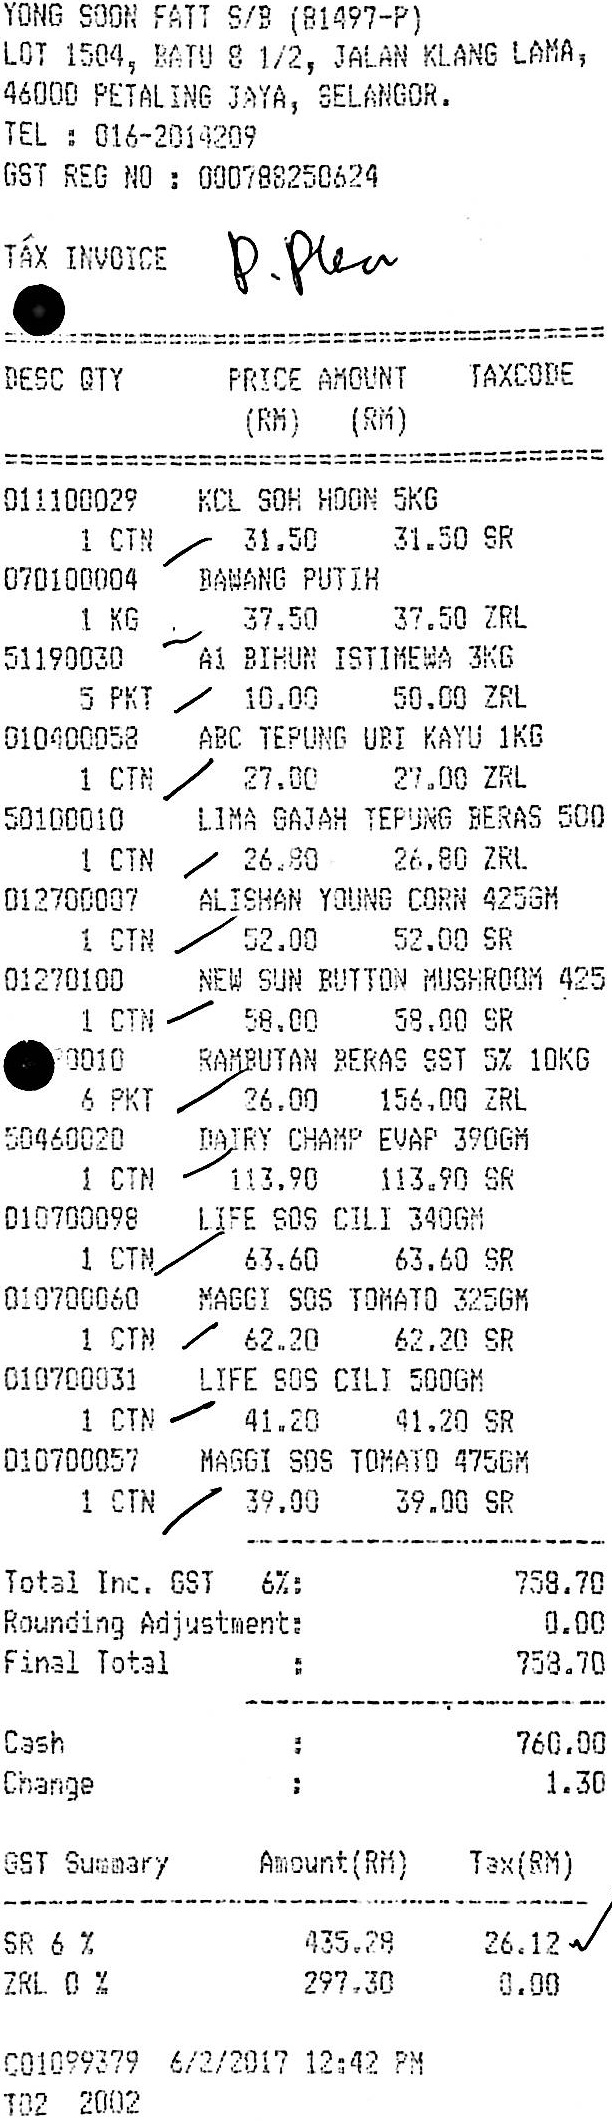 YONG SOON FATT S/B (81497-P)
LOT 1504, BATU 8 1/2, JALAN KLANG LAMA,
46000 PETALING JAYA, SELANGOR.
TEL : 016-2014209
GST REG NO : 000788250624
TAX INVOICE
DESC QTY PRICE AMOUNT TAXCODE
(RM) (RM)
011100029 KCL SOH HOON 5KG
1 CTN 31.50 31.50 SR
070100004 BAWANG PUTIH
1 KG 37.50 37.50 ZRL
51190030 A1 BIHUN ISTIMEWA 3KG
5 PKT 10.00 50.00 ZRL
010400058 ABC TEPUNG UBI KAYU 1KG
1 CTN 27.00 27.00 ZRL
50100010 LIMA GAJAH TEPUNG BERAS 500
1 CTN 26.80 26.80 ZRL
012700007 ALISHAN YOUNG CORN 425GM
1 CTN 52.00 52.00 SR
01270100 NEW SUN BUTTON MUSHROOM 425
1 CTN 58.00 58.00 SR
0010 RAMBUTAN BERAS SST 5% 10KG
6 PKT 26.00 156.00 ZRL
50460020 DAIRY CHAMP EVAP 390GM
1 CTN 113.90 113.90 SR
010700098 LIFE SOS CILI 340GM
1 CTN 63.60 63.60 SR
010700060 MAGGI SOS TOMATO 325GM
1 CTN 62.20 62.20 SR
010700031 LIFE SOS CILI 500GM
1 CTN 41.20 41.20 SR
010700057 MAGGI SOS TOMATO 475GM
1 CTN 39.00 39.00 SR
Total Inc. GST 6%: 758.70
Rounding Adjustment: 0.00
Final Total : 758.70
Cash : 760.00
Change : 1.30
GST Summary Amount(RM) Tax(RM)
SR 6 % 435.28 26.12
ZRL 0 % 297.30 0.00
C01099379 6/2/2017 12:42 PM
T02 2002